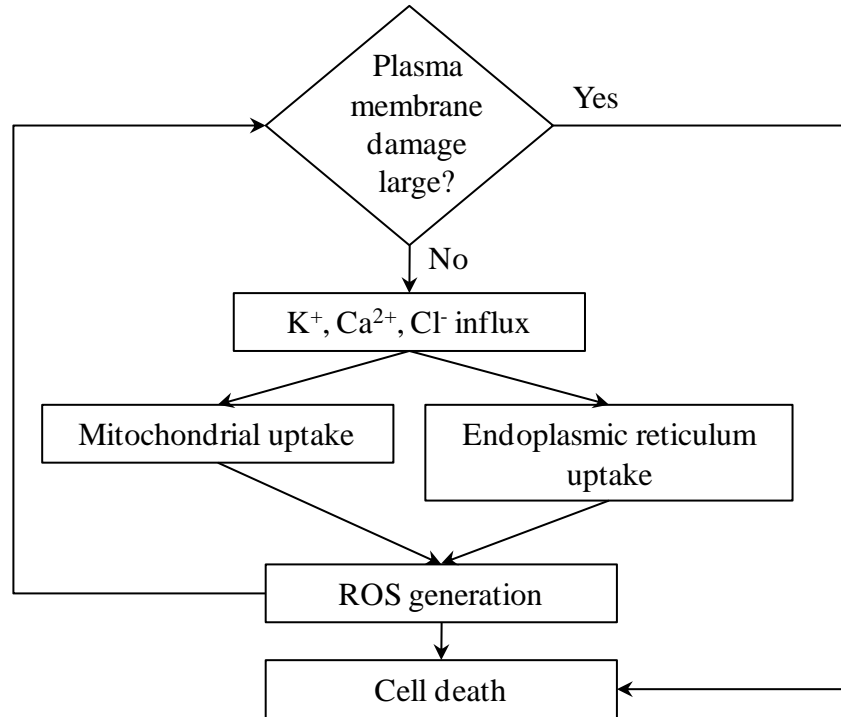 Plasma
membrane
damage
large?
Yes
No
K⁺, Ca²⁺, Cl⁻ influx
Mitochondrial uptake
Endoplasmic reticulum
uptake
ROS generation
Cell death